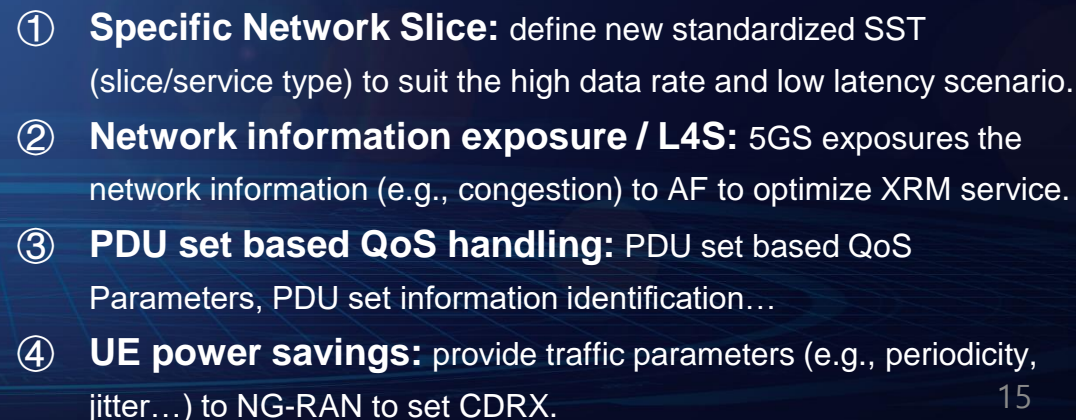 ① Specific Network Slice: define new standardized SST
(slice/service type) to suit the high data rate and low latency scenario.
② Network information exposure / L4S: 5GS exposures the
network information (e.g., congestion) to AF to optimize XRM service.
③ PDU set based QoS handling: PDU set based QoS
Parameters, PDU set information identification…
④ UE power savings: provide traffic parameters (e.g., periodicity,
jitter…) to NG-RAN to set CDRX.
15